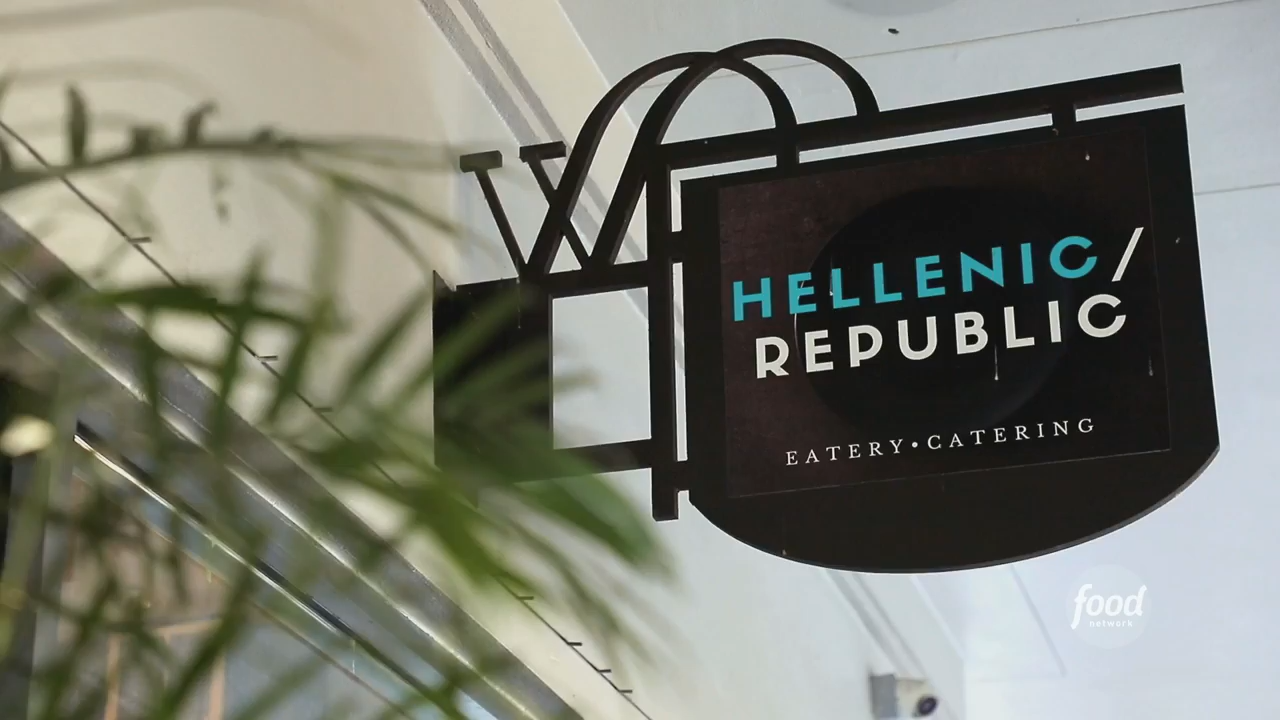 W
HELLENIC/
REPUBLIC
EATERY•CATERING
food
network